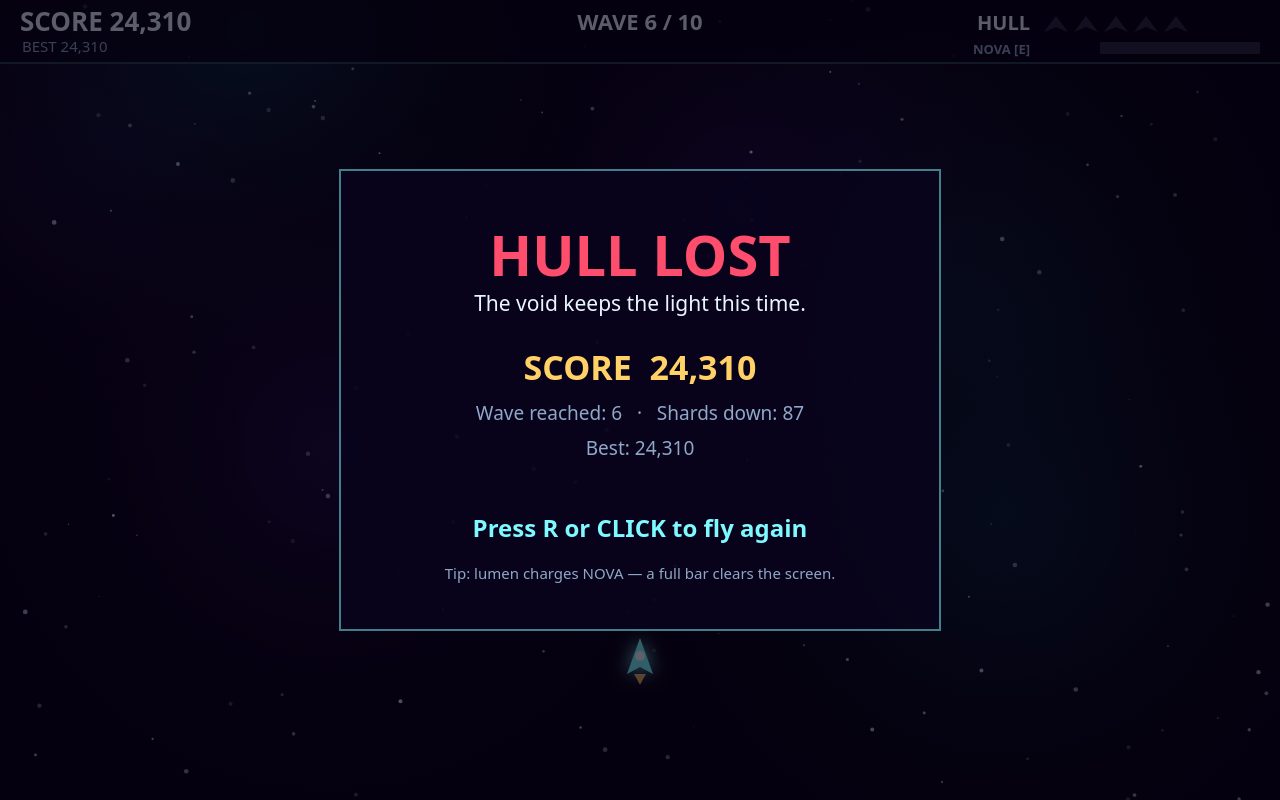 SCORE 24,310
BEST 24,310
WAVE 6 / 10
HULL
NOVA [E]
HULL LOST
The void keeps the light this time.
SCORE 24,310
Wave reached: 6 · Shards down: 87
Best: 24,310
Press R or CLICK to fly again
Tip: lumen charges NOVA — a full bar clears the screen.